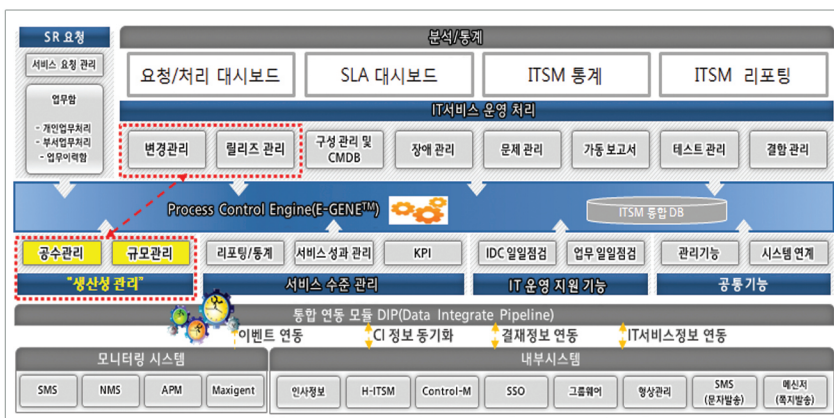 SR 요청
분석/통계
서비스 요청 관리
업무함
- 개인업무처리
- 부서업무처리
- 업무이력함
요청/처리 대시보드
SLA 대시보드
ITSM 통계
ITSM 리포팅
IT서비스 운영 처리
변경관리
릴리즈 관리
구성 관리 및
CMDB
장애 관리
문제 관리
가동 보고서
테스트 관리
결함 관리
Process Control Engine(E-GENE™)
ITSM 통합 DB
공수관리
규모관리
리포팅/통계
서비스 성과 관리
KPI
IDC 일일점검
업무 일일점검
관리기능
시스템 연계
"생산성 관리"
서비스 수준 관리
IT 운영 지원 기능
공통기능
통합 연동 모듈 DIP(Data Integrate Pipeline)
이벤트 연동
CI 정보 동기화
결재정보 연동
IT서비스정보 연동
모니터링 시스템
내부시스템
SMS
NMS
APM
Maxigent
인사정보
H-ITSM
Control-M
SSO
그룹웨어
형상관리
SMS
(문자발송)
메신저
(쪽지발송)